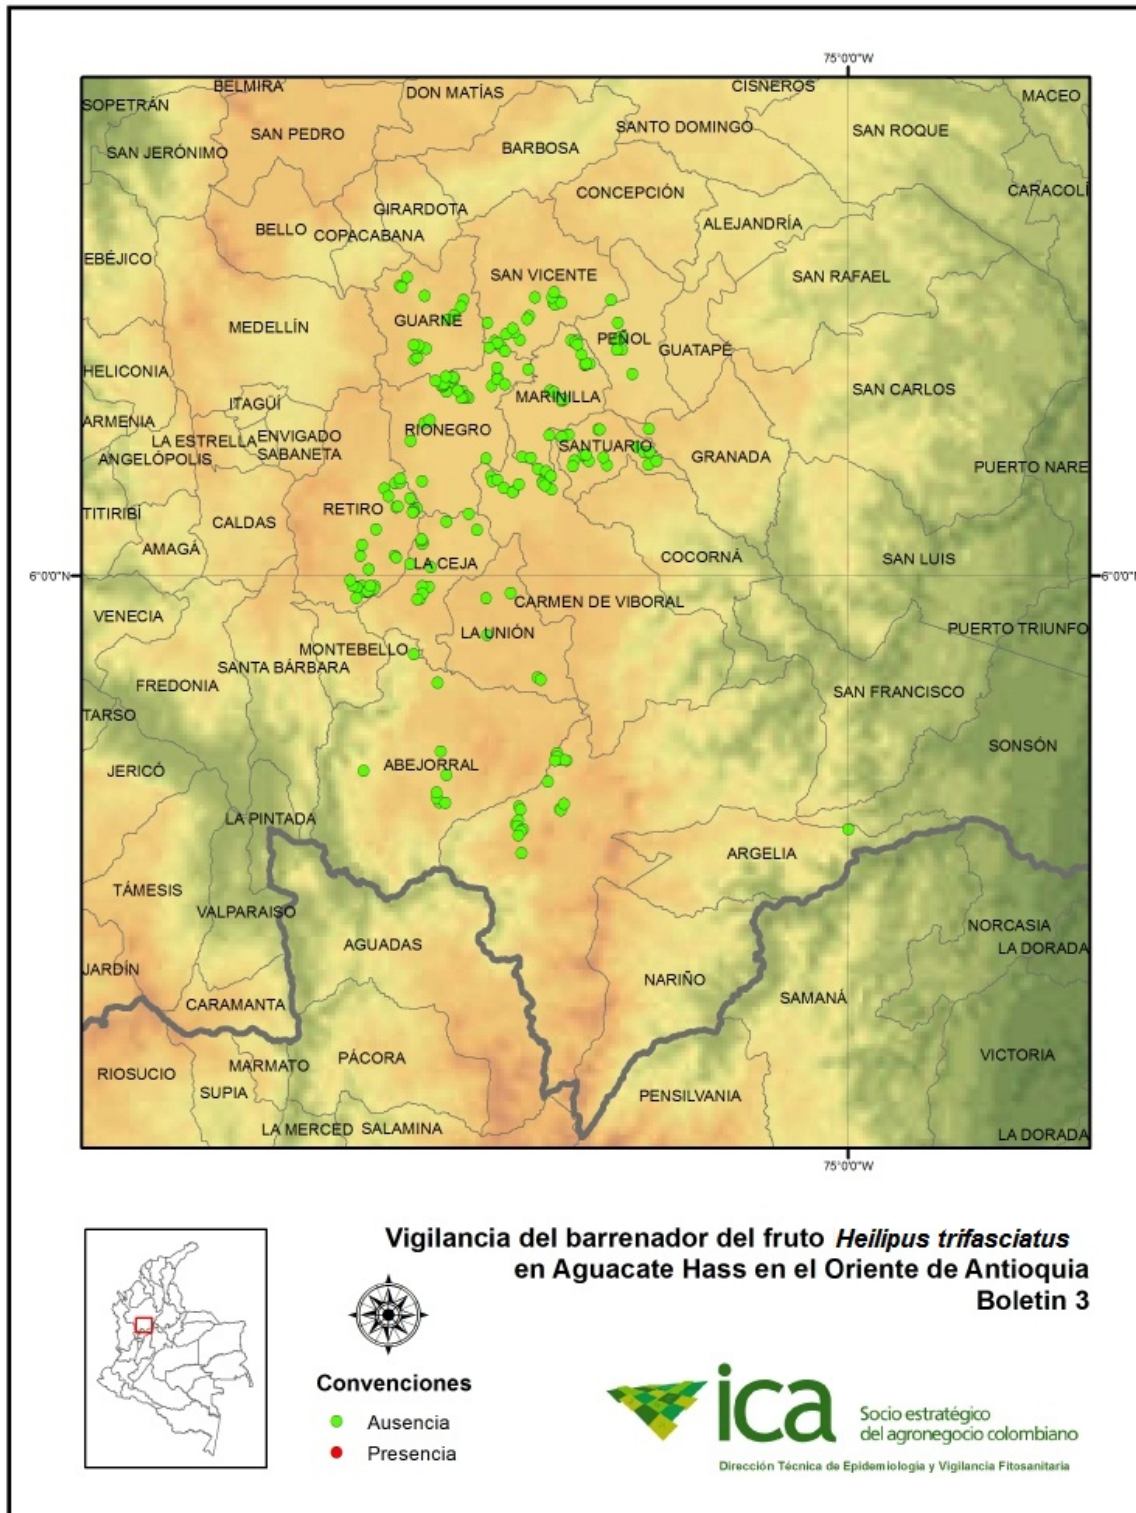 75°0'0"W
BELMIRA
DON MATÍAS
CISNEROS
MACEO
SOPETRÁN
SAN PEDRO
SANTO DOMINGO
SAN ROQUE
SAN JERÓNIMO
BARBOSA
CONCEPCIÓN
CARACOLÍ
GIRARDOTA
ALEJANDRÍA
BELLO
COPACABANA
EBÉJICO
SAN VICENTE
SAN RAFAEL
MEDELLÍN
GUARNE
PEÑOL
GUATAPÉ
HELICONIA
SAN CARLOS
ITAGÜÍ
MARINILLA
ARMENIA
LA ESTRELLA
ENVIGADO
RIONEGRO
SANTUARIO
ANGELÓPOLIS
SABANETA
GRANADA
PUERTO NARE
TITIRIBÍ
CALDAS
RETIRO
AMAGÁ
LA CEJA
COCORNÁ
SAN LUIS
6°0'0"N
6°0'0"N
VENECIA
CARMEN DE VIBORAL
LA UNIÓN
PUERTO TRIUNFO
MONTEBELLO
SANTA BÁRBARA
FREDONIA
SAN FRANCISCO
TARSO
SONSÓN
JERICÓ
ABEJORRAL
LA PINTADA
ARGELIA
TÁMESIS
VALPARAISO
NORCASIA
AGUADAS
LA DORADA
JARDÍN
NARIÑO
SAMANÁ
CARAMANTA
RIOSUCIO
MARMATO
PÁCORA
VICTORIA
SUPIA
PENSILVANIA
LA MERCED
SALAMINA
LA DORADA
75°0'0"W
Vigilancia del barrenador del fruto Heilipus trifasciatus
en Aguacate Hass en el Oriente de Antioquia
Boletin 3
Convenciones
Ausencia
Presencia
ica
Socio estratégico
del agronegocio colombiano
Dirección Técnica de Epidemiología y Vigilancia Fitosanitaria